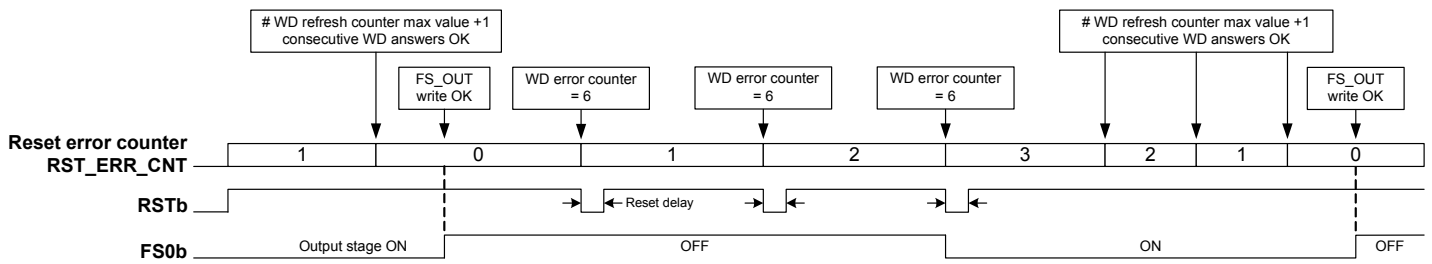 # WD refresh counter max value +1
consecutive WD answers OK
# WD refresh counter max value +1
consecutive WD answers OK
FS_OUT
write OK
WD error counter
= 6
WD error counter
= 6
WD error counter
= 6
FS_OUT
write OK
Reset error counter
RST_ERR_CNT
1
0
1
2
3
2
1
0
RSTb
Reset delay
FS0b
Output stage ON
OFF
ON
OFF